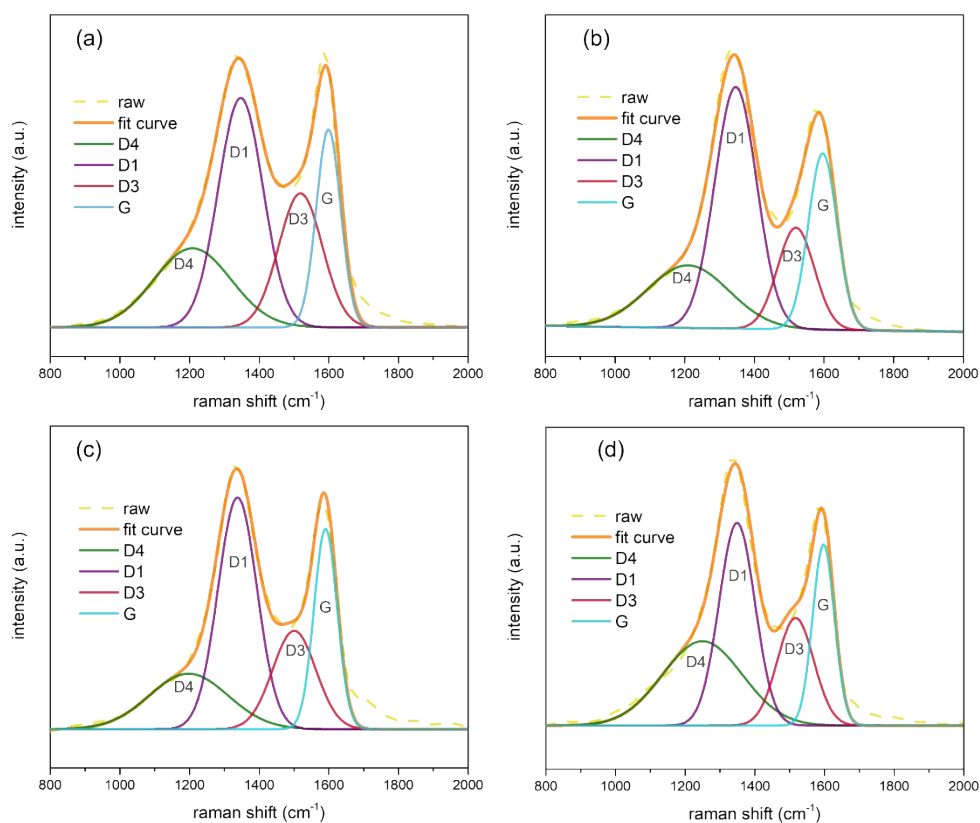 (a)
raw
fit curve
D4
D1
D3
G
D1
D3
G
D4
intensity (a.u.)
800 1000 1200 1400 1600 1800 2000
raman shift (cm⁻¹)
(b)
raw
fit curve
D4
D1
D3
G
D1
G
D3
D4
intensity (a.u.)
800 1000 1200 1400 1600 1800 2000
raman shift (cm⁻¹)
(c)
raw
fit curve
D4
D1
D3
G
D1
G
D3
D4
intensity (a.u.)
800 1000 1200 1400 1600 1800 2000
raman shift (cm⁻¹)
(d)
raw
fit curve
D4
D1
D3
G
D1
G
D3
D4
intensity (a.u.)
800 1000 1200 1400 1600 1800 2000
raman shift (cm⁻¹)